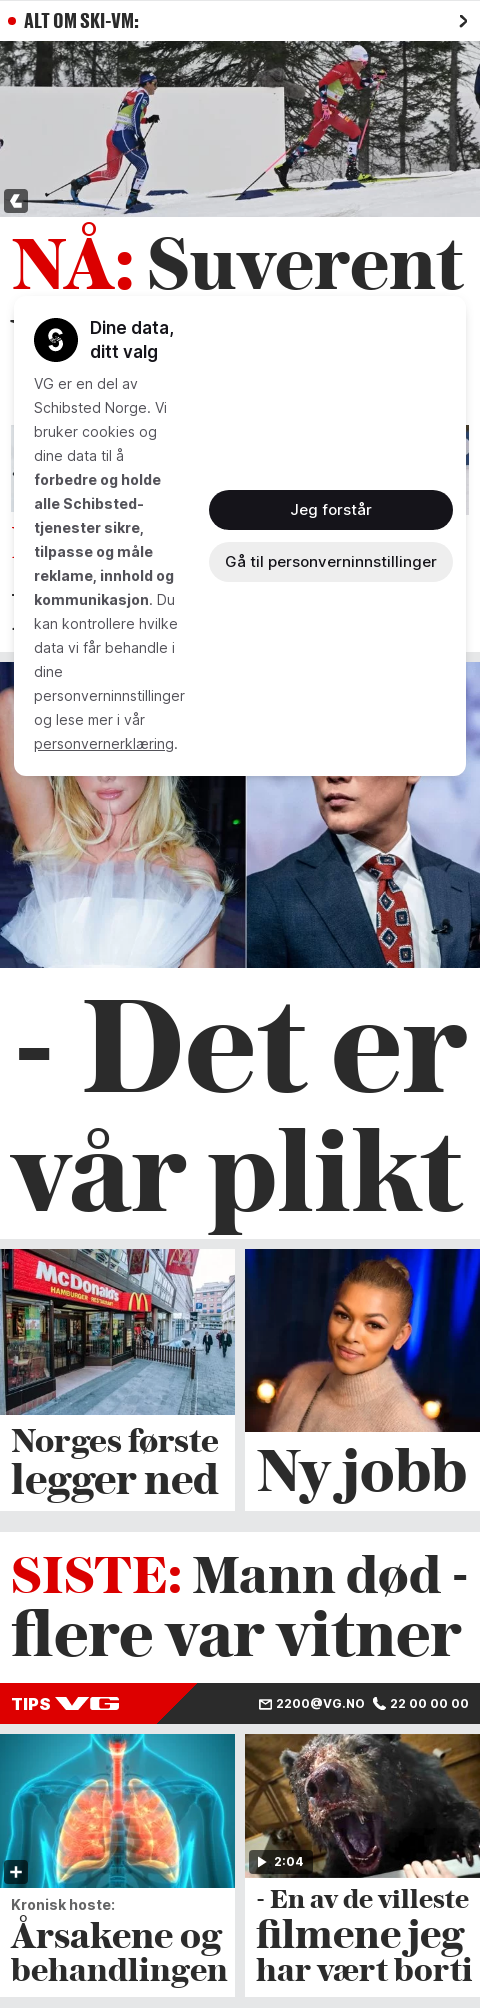 ALT OM SKI-VM:
NÅ: Suverent
Dine data,
ditt valg
VG er en del av
Schibsted Norge. Vi
bruker cookies og
dine data til å
forbedre og holde
alle Schibsted-
tjenester sikre,
tilpasse og måle
reklame, innhold og
kommunikasjon. Du
kan kontrollere hvilke
data vi får behandle i
dine
personverninnstillinger
og lese mer i vår
personvernerklæring.
Jeg forstår
Gå til personverninnstillinger
- Det er
vår plikt
McDonald's
HAMBURGER RESTAURANT
Norges første
legger ned
Ny jobb
SISTE: Mann død -
flere var vitner
TIPS VG
2200@VG.NO 22 00 00 00
2:04
Kronisk hoste:
Årsakene og
behandlingen
- En av de villeste
filmene jeg
har vært borti